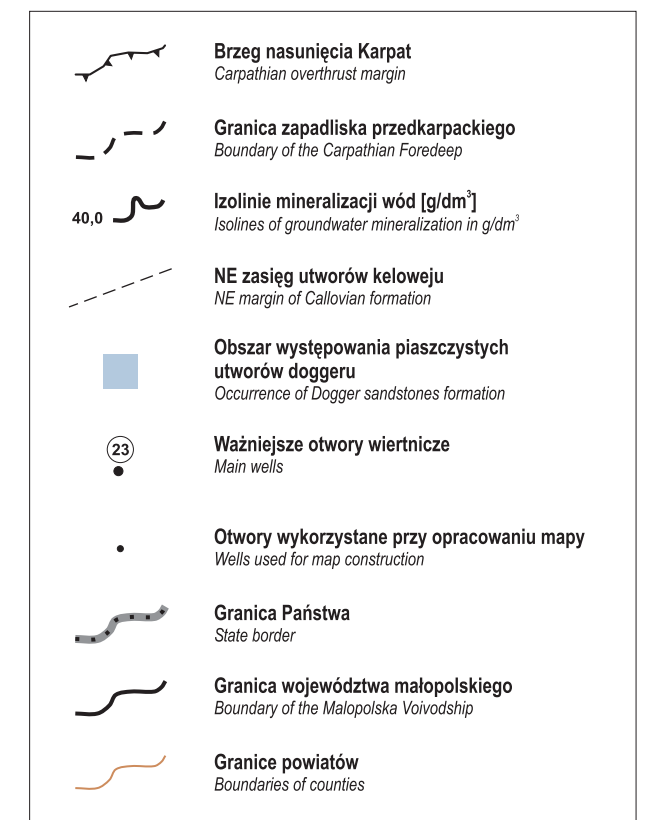 Brzeg nasunięcia Karpat
Carpathian overthrust margin
Granica zapadliska przedkarpackiego
Boundary of the Carpathian Foredeep
40,0
Izolinie mineralizacji wód [g/dm³]
Isolines of groundwater mineralization in g/dm³
NE zasięg utworów keloweju
NE margin of Callovian formation
Obszar występowania piaszczystych
utworów doggeru
Occurrence of Dogger sandstones formation
23
Ważniejsze otwory wiertnicze
Main wells
Otwory wykorzystane przy opracowaniu mapy
Wells used for map construction
Granica Państwa
State border
Granica województwa małopolskiego
Boundary of the Malopolska Voivodship
Granice powiatów
Boundaries of counties